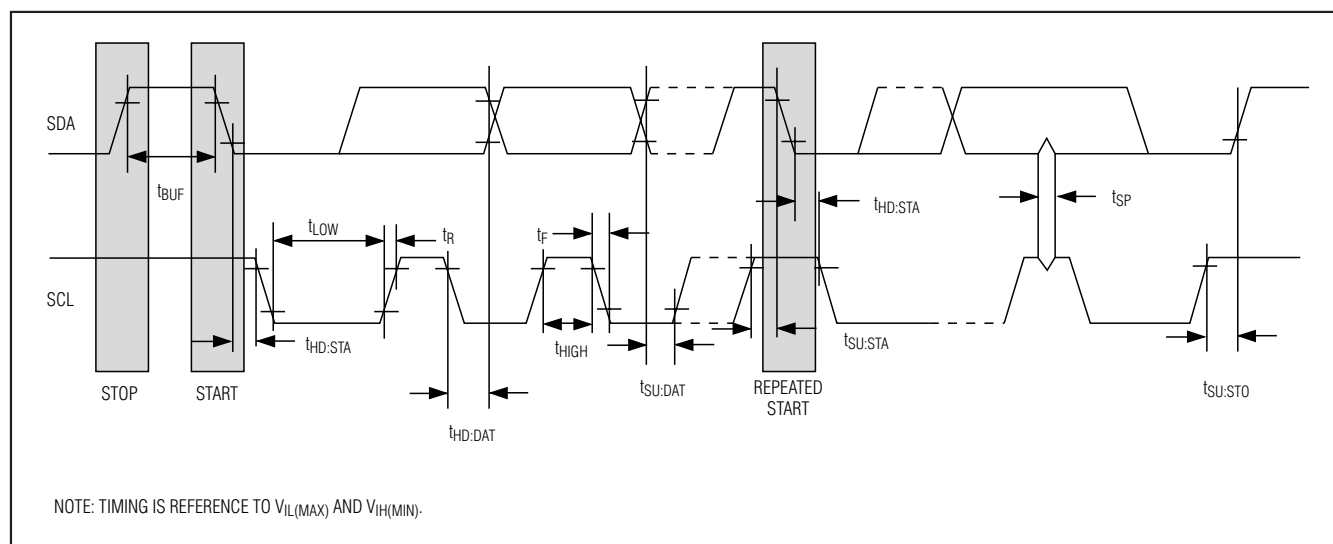 SDA
tBUF
tHD:STA
tSP
tLOW
tR
tF
SCL
tHD:STA
tHIGH
tSU:STA
tSU:DAT
tSU:STO
STOP
START
REPEATED
START
tHD:DAT
NOTE: TIMING IS REFERENCE TO VIL(MAX) AND VIH(MIN).